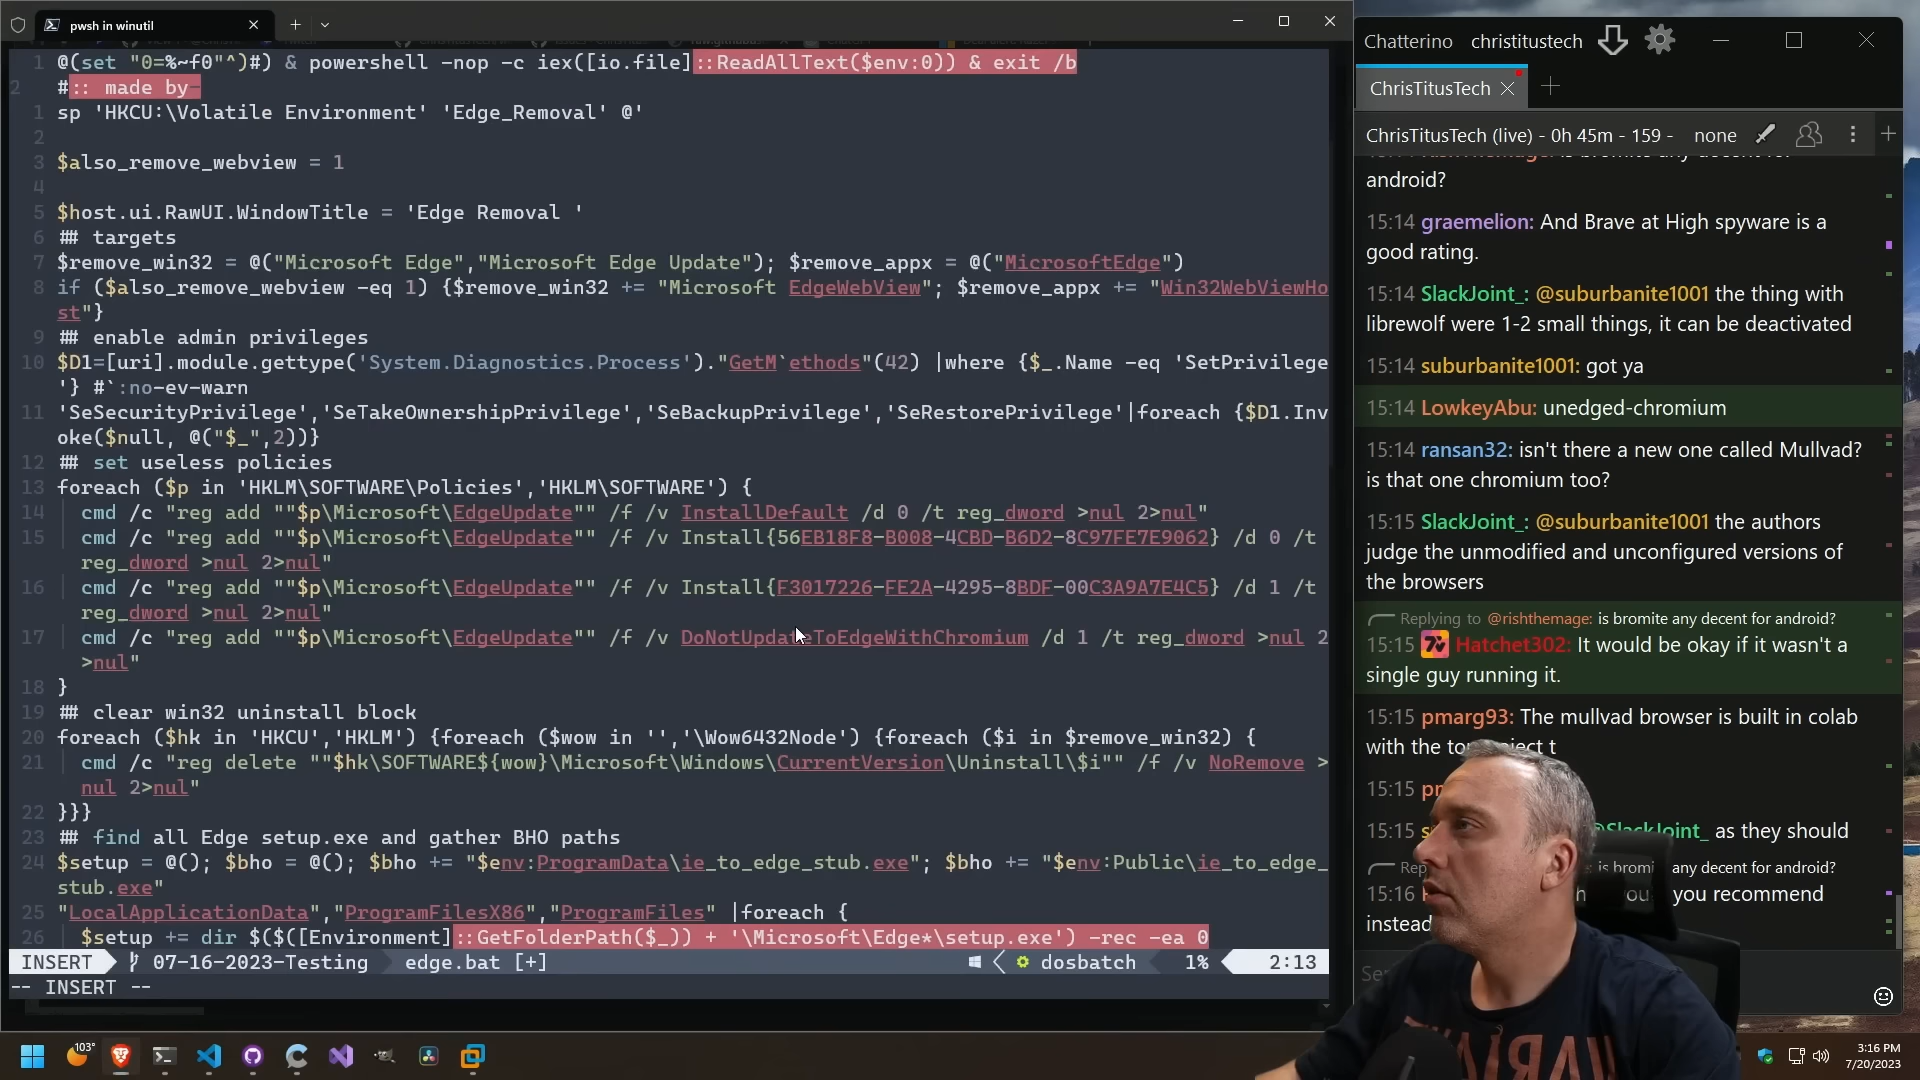 pwsh in winutil
1 @(set "0=%~f0"^)#) & powershell -nop -c iex([io.file]::ReadAllText($env:0)) & exit /b
2 #:: made by
1 sp 'HKCU:\Volatile Environment' 'Edge_Removal' @'
2
3 $also_remove_webview = 1
4
5 $host.ui.RawUI.WindowTitle = 'Edge Removal '
6 ## targets
7 $remove_win32 = @("Microsoft Edge","Microsoft Edge Update"); $remove_appx = @("MicrosoftEdge")
8 if ($also_remove_webview -eq 1) {$remove_win32 += "Microsoft EdgeWebView"; $remove_appx += "Win32WebViewHo
st"}
9 ## enable admin privileges
10 $D1=[uri].module.gettype('System.Diagnostics.Process')."GetM`ethods"(42) |where {$_.Name -eq 'SetPrivilege
'} #`:no-ev-warn
11 'SeSecurityPrivilege','SeTakeOwnershipPrivilege','SeBackupPrivilege','SeRestorePrivilege'|foreach {$D1.Inv
oke($null, @("$_",2))}
12 ## set useless policies
13 foreach ($p in 'HKLM\SOFTWARE\Policies','HKLM\SOFTWARE') {
14 cmd /c "reg add ""$p\Microsoft\EdgeUpdate"" /f /v InstallDefault /d 0 /t reg_dword >nul 2>nul"
15 cmd /c "reg add ""$p\Microsoft\EdgeUpdate"" /f /v Install{56EB18F8-B008-4CBD-B6D2-8C97FE7E9062} /d 0 /t
reg_dword >nul 2>nul"
16 cmd /c "reg add ""$p\Microsoft\EdgeUpdate"" /f /v Install{F3017226-FE2A-4295-8BDF-00C3A9A7E4C5} /d 1 /t
reg_dword >nul 2>nul"
17 cmd /c "reg add ""$p\Microsoft\EdgeUpdate"" /f /v DoNotUpdateToEdgeWithChromium /d 1 /t reg_dword >nul 2
>nul"
18 }
19 ## clear win32 uninstall block
20 foreach ($hk in 'HKCU','HKLM') {foreach ($wow in '','\Wow6432Node') {foreach ($i in $remove_win32) {
21 cmd /c "reg delete ""$hk\SOFTWARE${wow}\Microsoft\Windows\CurrentVersion\Uninstall\$i"" /f /v NoRemove >
nul 2>nul"
22 }}}
23 ## find all Edge setup.exe and gather BHO paths
24 $setup = @(); $bho = @(); $bho += "$env:ProgramData\ie_to_edge_stub.exe"; $bho += "$env:Public\ie_to_edge_
stub.exe"
25 "LocalApplicationData","ProgramFilesX86","ProgramFiles" |foreach {
26 $setup += dir $($([Environment]::GetFolderPath($_)) + '\Microsoft\Edge*\setup.exe') -rec -ea 0
INSERT 07-16-2023-Testing edge.bat [+] dosbatch 1% 2:13
-- INSERT --
Chatterino christitustech
ChrisTitusTech
ChrisTitusTech (live) - 0h 45m - 159 - none
android?
15:14 graemelion: And Brave at High spyware is a
good rating.
15:14 SlackJoint_: @suburbanite1001 the thing with
librewolf were 1-2 small things, it can be deactivated
15:14 suburbanite1001: got ya
15:14 LowkeyAbu: unedged-chromium
15:14 ransan32: isn't there a new one called Mullvad?
is that one chromium too?
15:15 SlackJoint_: @suburbanite1001 the authors
judge the unmodified and unconfigured versions of
the browsers
Replying to @rishthemage: is bromite any decent for android?
15:15 Hatchet302: It would be okay if it wasn't a
single guy running it.
15:15 pmarg93: The mullvad browser is built in colab
with the
15:15
15:15 @SlackJoint_ as they should
any decent for android?
15:16 you recommend
instead
103°
3:16 PM
7/20/2023